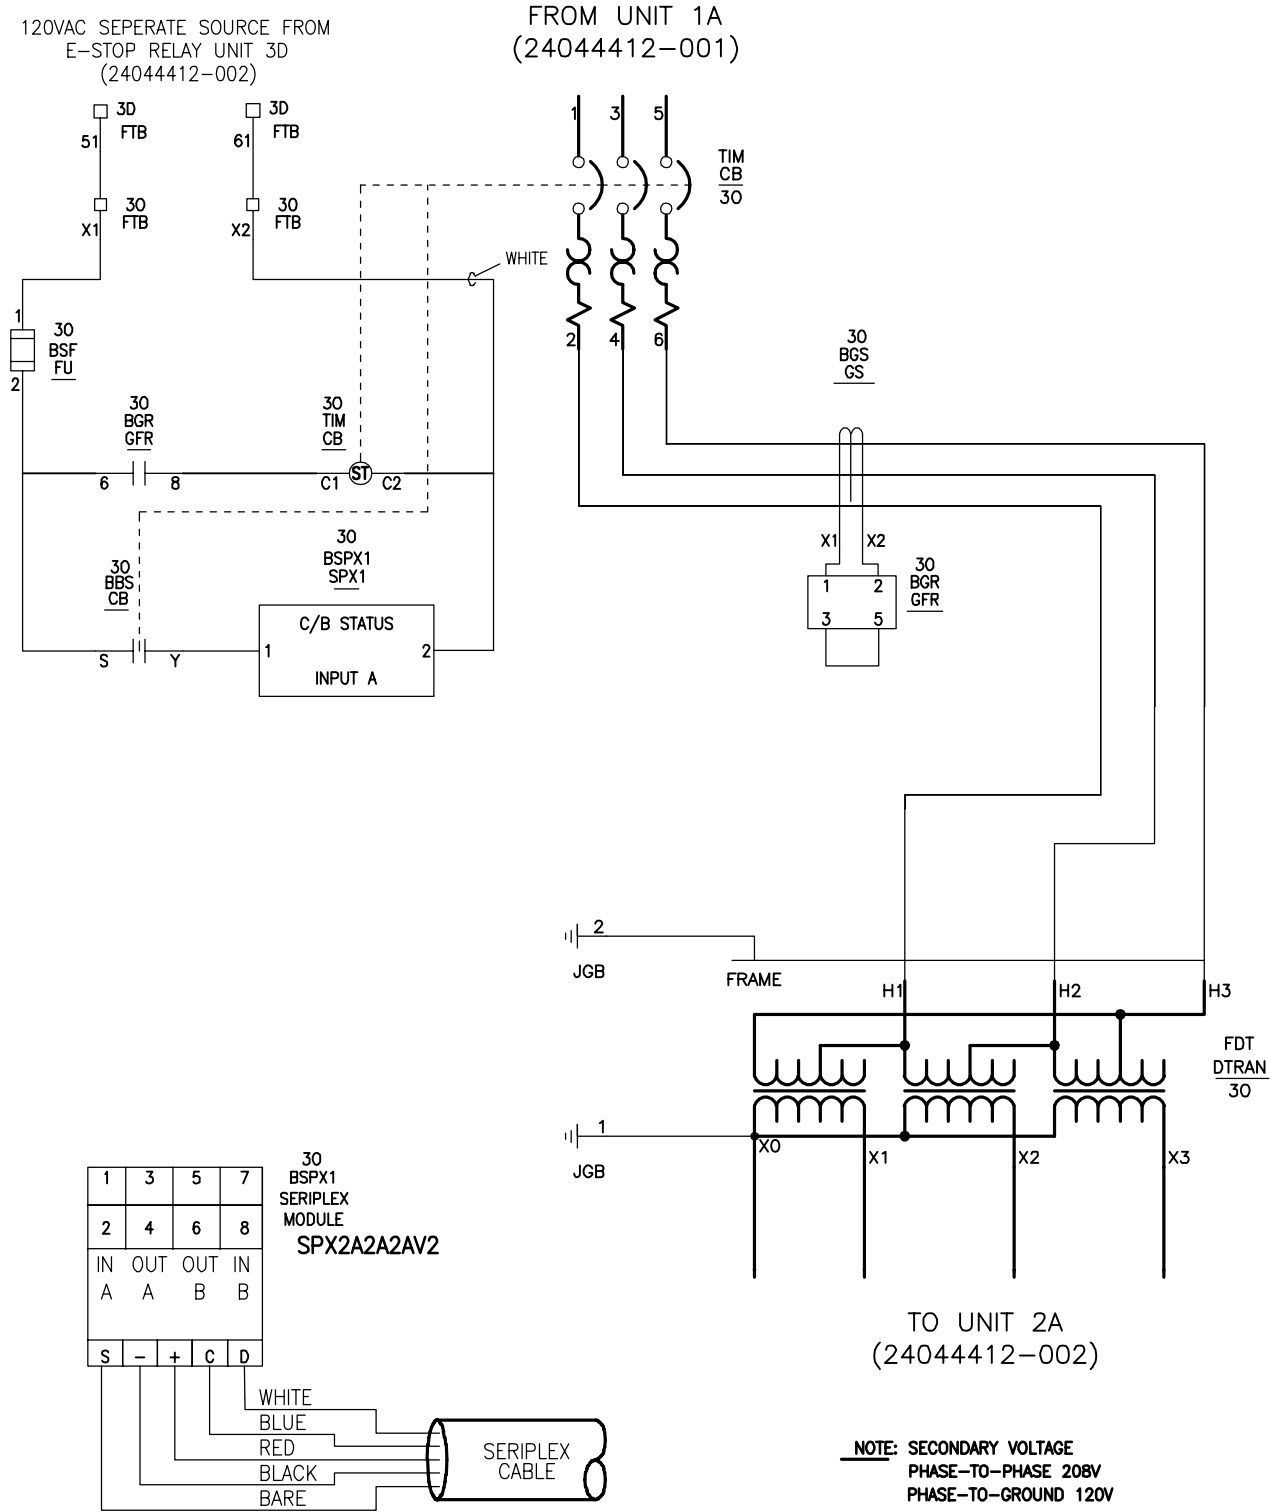 120VAC SEPERATE SOURCE FROM
E-STOP RELAY UNIT 3D
(24044412-002)
FROM UNIT 1A
(24044412-001)
3D
FTB
51
3D
FTB
61
30
FTB
X1
30
FTB
X2
WHITE
1
3
5
TIM
CB
30
2
4
6
1
30
BSF
FU
2
30
BGR
GFR
6
8
30
TIM
CB
C1
ST
C2
30
BGS
GS
X1
X2
1
2
3
5
30
BGR
GFR
30
BBS
CB
S
Y
30
BSPX1
SPX1
C/B STATUS
1
2
INPUT A
2
JGB
FRAME
H1
H2
H3
FDT
DTRAN
30
1
JGB
X0
X1
X2
X3
TO UNIT 2A
(24044412-002)
30
BSPX1
SERIPLEX
MODULE
SPX2A2A2AV2
1 3 5 7
2 4 6 8
IN OUT OUT IN
A A B B
S - + C D
WHITE
BLUE
RED
BLACK
BARE
SERIPLEX
CABLE
NOTE: SECONDARY VOLTAGE
PHASE-TO-PHASE 208V
PHASE-TO-GROUND 120V